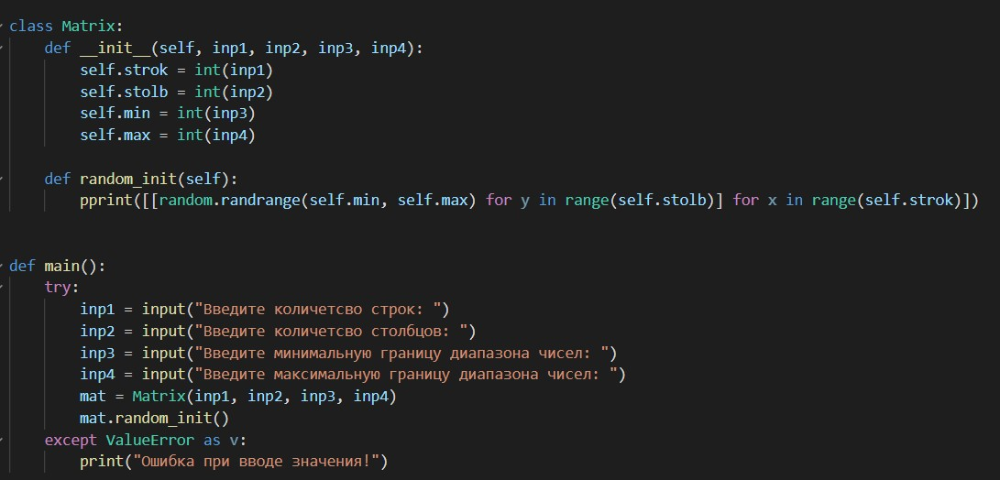 class Matrix:
    def __init__(self, inp1, inp2, inp3, inp4):
        self.strok = int(inp1)
        self.stolb = int(inp2)
        self.min = int(inp3)
        self.max = int(inp4)
    def random_init(self):
        pprint([[random.randrange(self.min, self.max) for y in range(self.stolb)] for x in range(self.strok)])
def main():
    try:
        inp1 = input("Введите количетсво строк: ")
        inp2 = input("Введите количетсво столбцов: ")
        inp3 = input("Введите минимальную границу диапазона чисел: ")
        inp4 = input("Введите максимальную границу диапазона чисел: ")
        mat = Matrix(inp1, inp2, inp3, inp4)
        mat.random_init()
    except ValueError as v:
        print("Ошибка при вводе значения!")